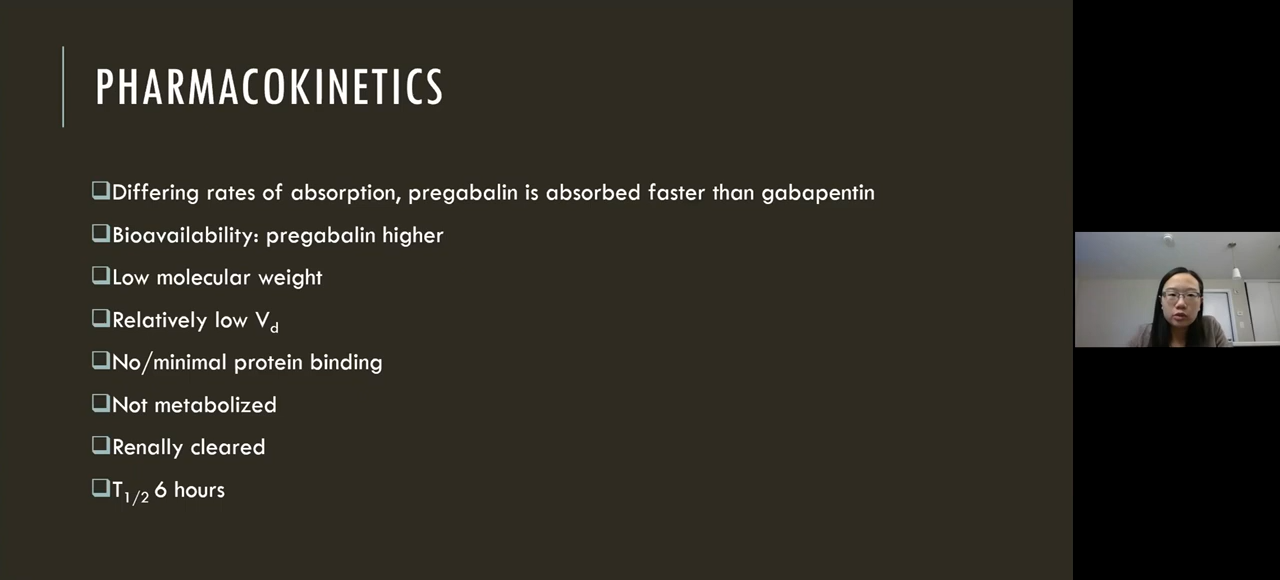 PHARMACOKINETICS
Differing rates of absorption, pregabalin is absorbed faster than gabapentin
Bioavailability: pregabalin higher
Low molecular weight
Relatively low Vd
No/minimal protein binding
Not metabolized
Renally cleared
T1/2 6 hours